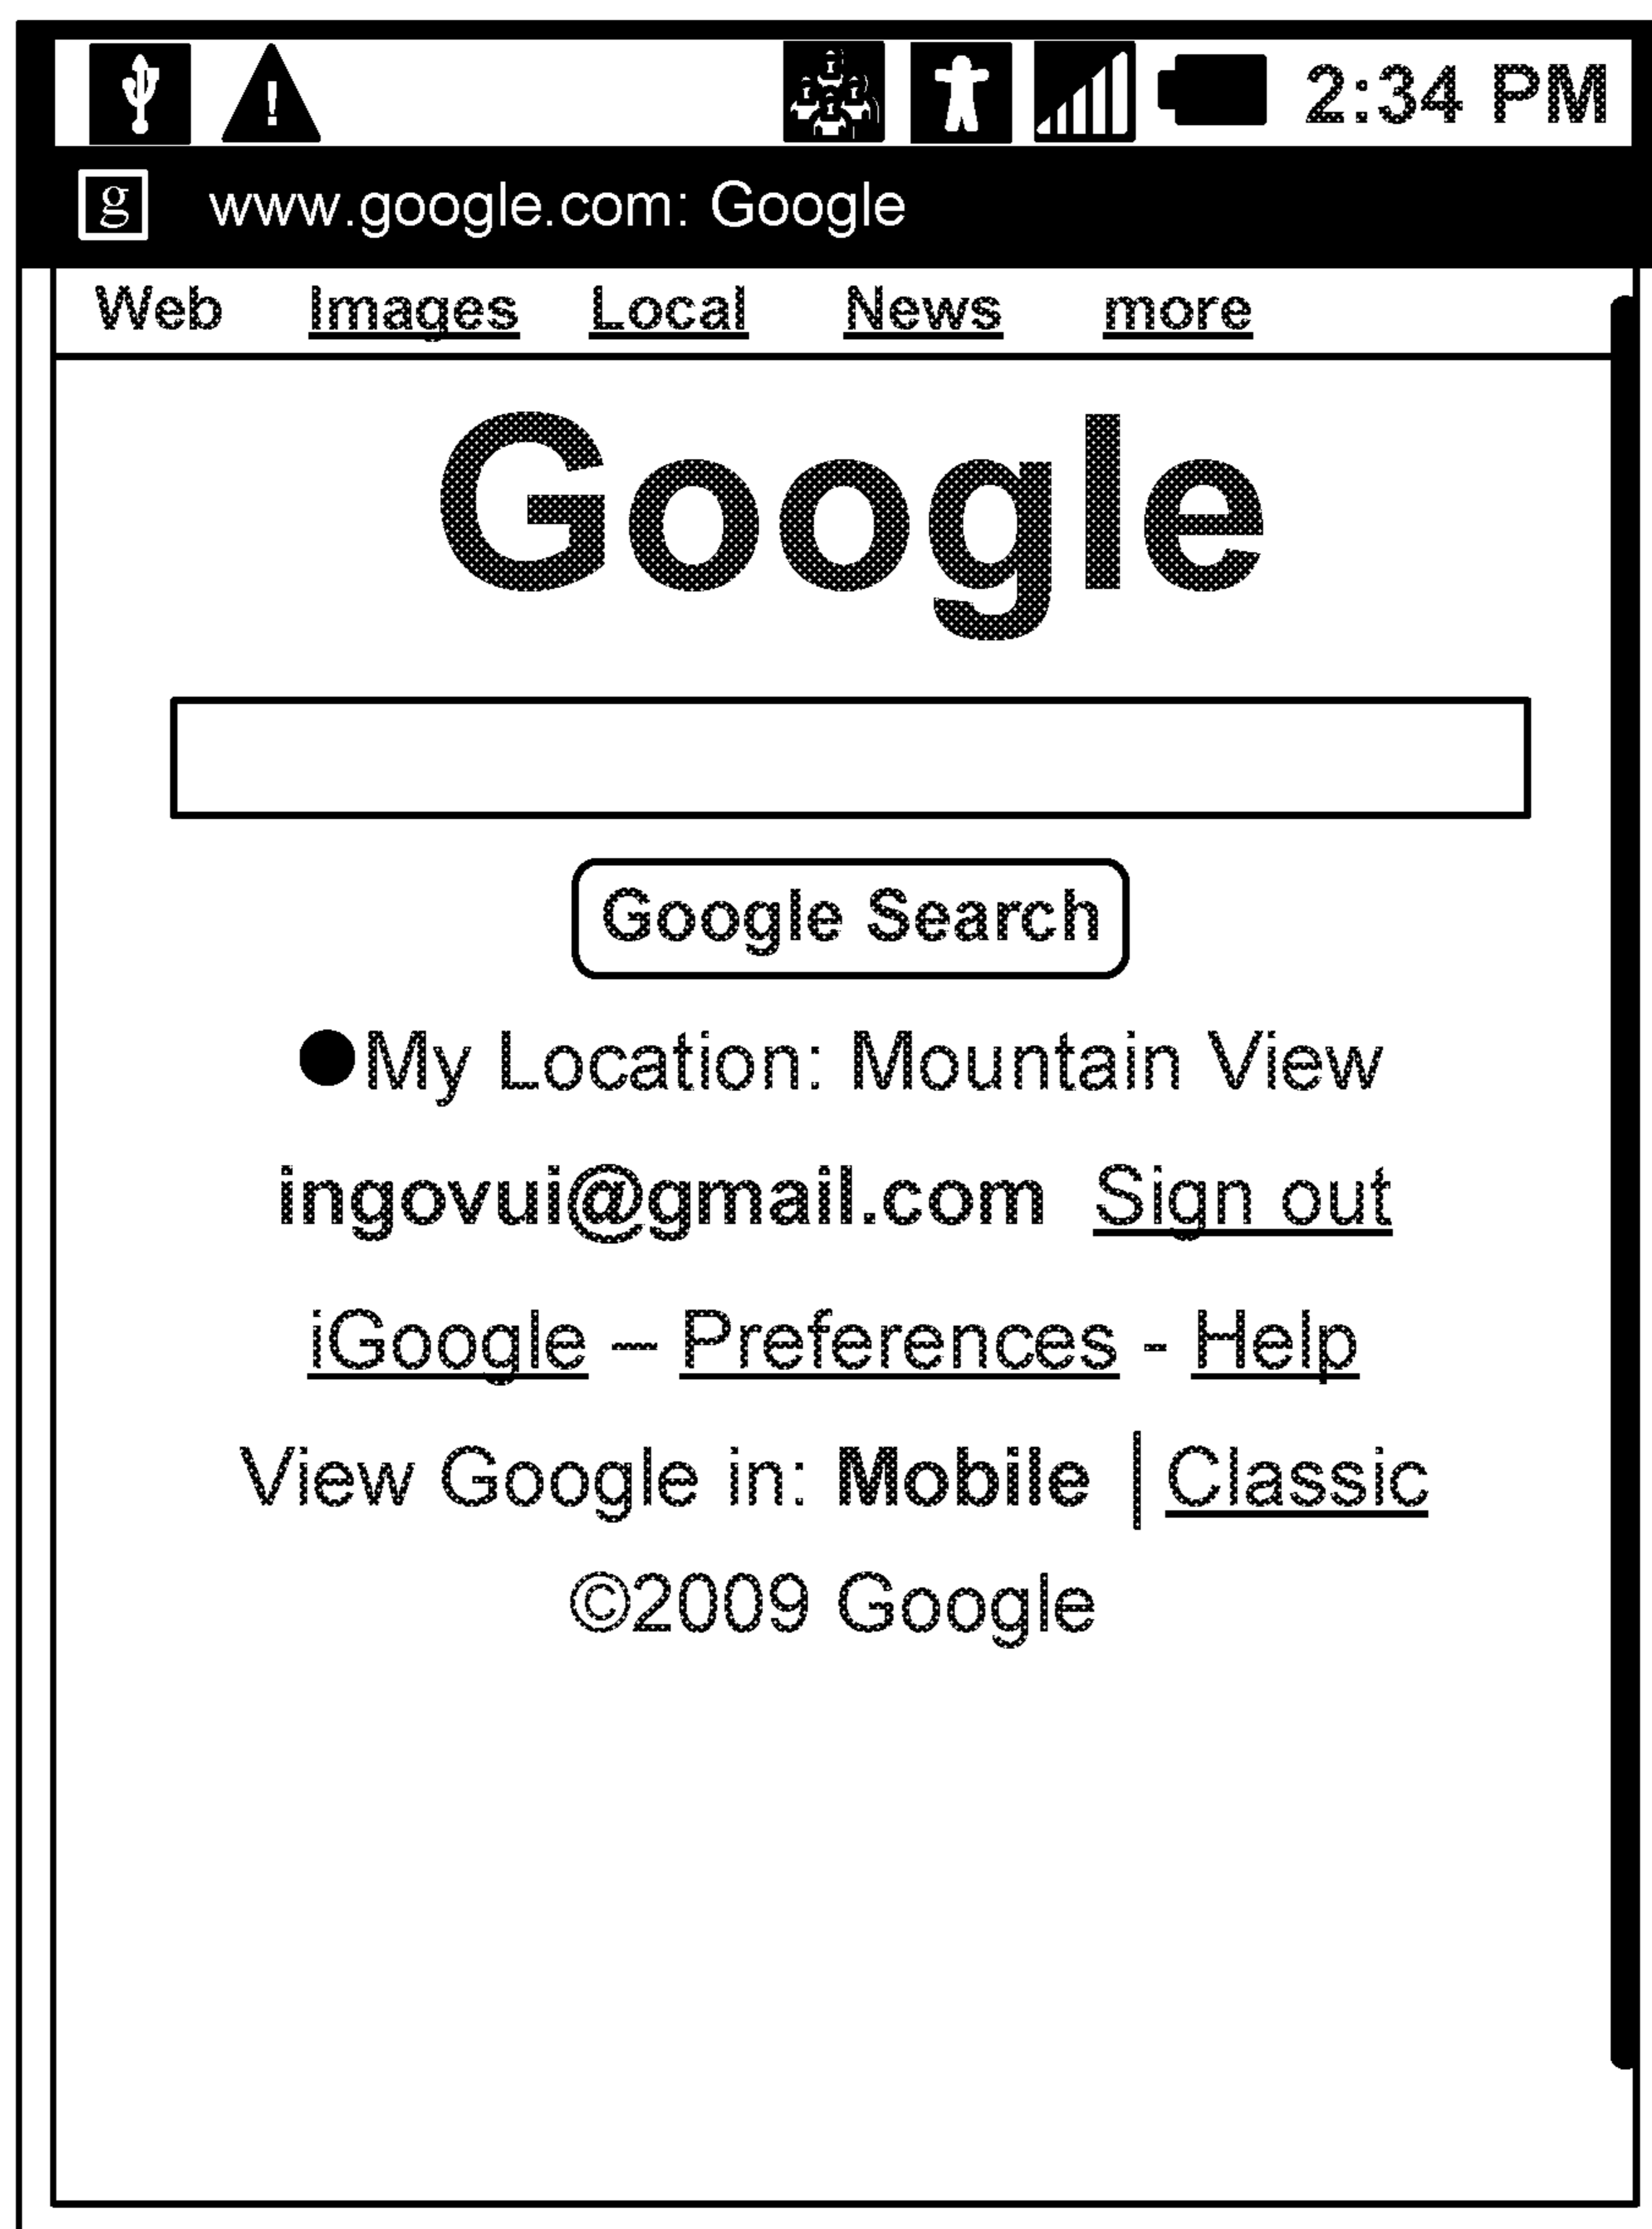 ! 2:34 PM
g www.google.com: Google
Web Images Local News more
Google
Google Search
My Location: Mountain View
ingovui@gmail.com Sign out
iGoogle – Preferences - Help
View Google in: Mobile | Classic
©2009 Google